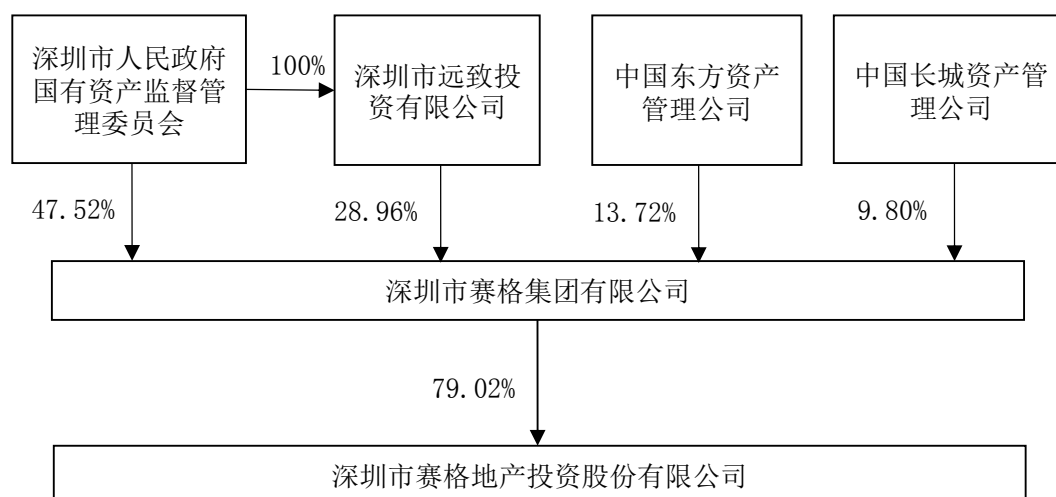 深圳市人民政府
国有资产监督管
理委员会
100%
深圳市远致投
资有限公司
中国东方资产
管理公司
中国长城资产管
理公司
47.52%
28.96%
13.72%
9.80%
深圳市赛格集团有限公司
79.02%
深圳市赛格地产投资股份有限公司